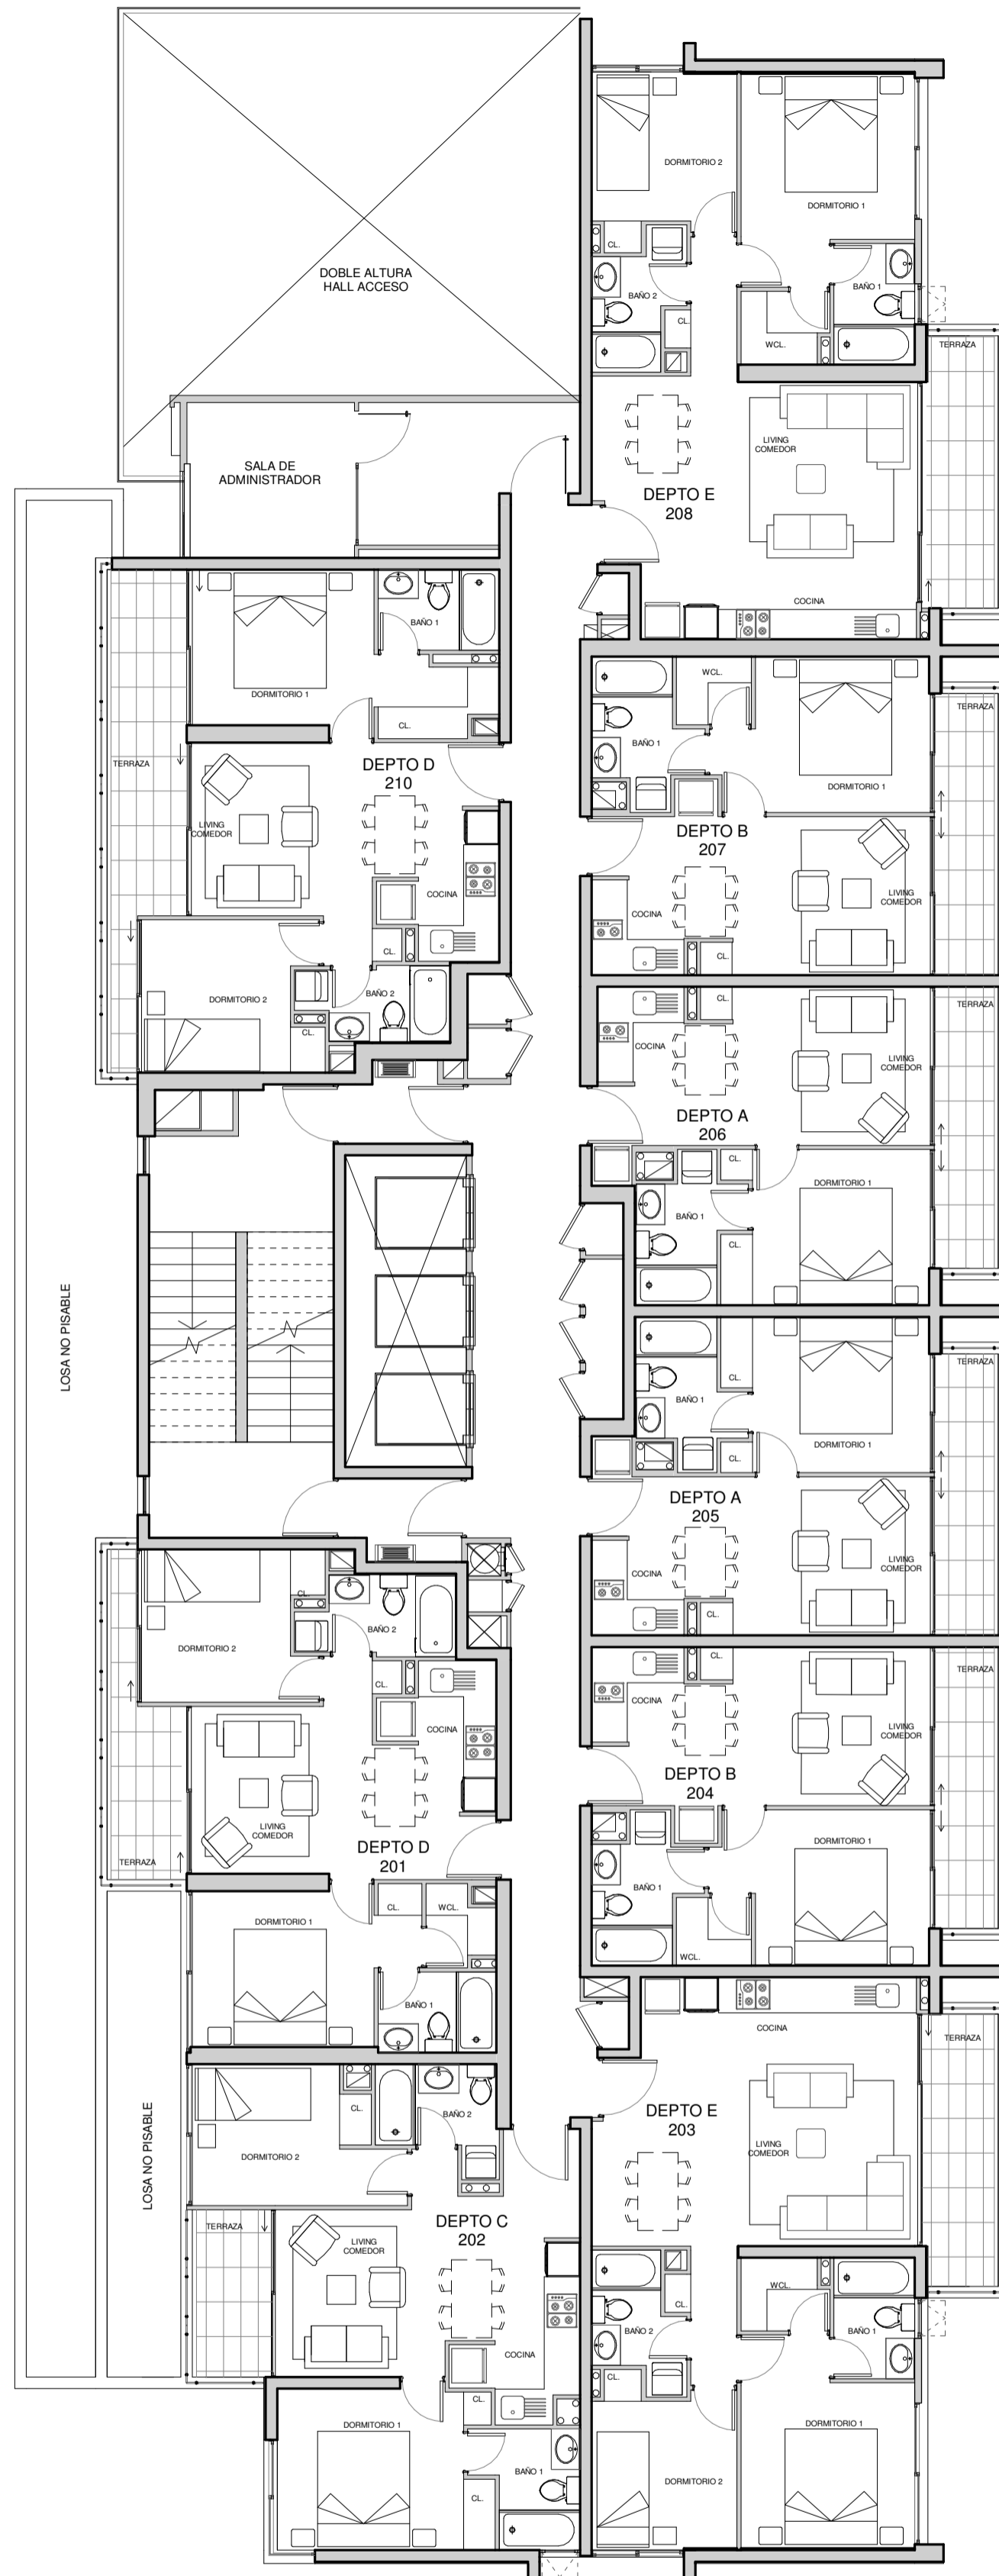 DORMITORIO 2
DORMITORIO 1
CL.
BAÑO 2
BAÑO 1
CL.
WCL.
TERRAZA
DOBLE ALTURA
HALL ACCESO
LIVING
COMEDOR
SALA DE
ADMINISTRADOR
DEPTO E
208
COCINA
BAÑO 1
DORMITORIO 1
CL.
WCL.
BAÑO 1
DORMITORIO 1
TERRAZA
TERRAZA
DEPTO D
210
LIVING
COMEDOR
COCINA
CL.
DEPTO B
207
LIVING
COMEDOR
COCINA
CL.
DORMITORIO 2
BAÑO 2
CL.
CL.
TERRAZA
COCINA
DEPTO A
206
CL.
BAÑO 1
DORMITORIO 1
CL.
LOSA NO PISABLE
TERRAZA
CL.
BAÑO 1
DORMITORIO 1
CL.
DEPTO A
205
COCINA
LIVING
COMEDOR
CL.
CL.
DORMITORIO 2
BAÑO 2
CL.
COCINA
CL.
COCINA
TERRAZA
LIVING
COMEDOR
LIVING
COMEDOR
DEPTO B
204
TERRAZA
DEPTO D
201
DORMITORIO 1
BAÑO 1
WCL.
DORMITORIO 1
CL.
WCL.
BAÑO 1
COCINA
TERRAZA
LOSA NO PISABLE
CL.
BAÑO 2
DORMITORIO 2
DEPTO E
203
LIVING
COMEDOR
TERRAZA
DEPTO C
202
LIVING
COMEDOR
COCINA
CL.
WCL.
CL.
BAÑO 2
BAÑO 1
CL.
DORMITORIO 1
BAÑO 1
CL.
DORMITORIO 1
DORMITORIO 2